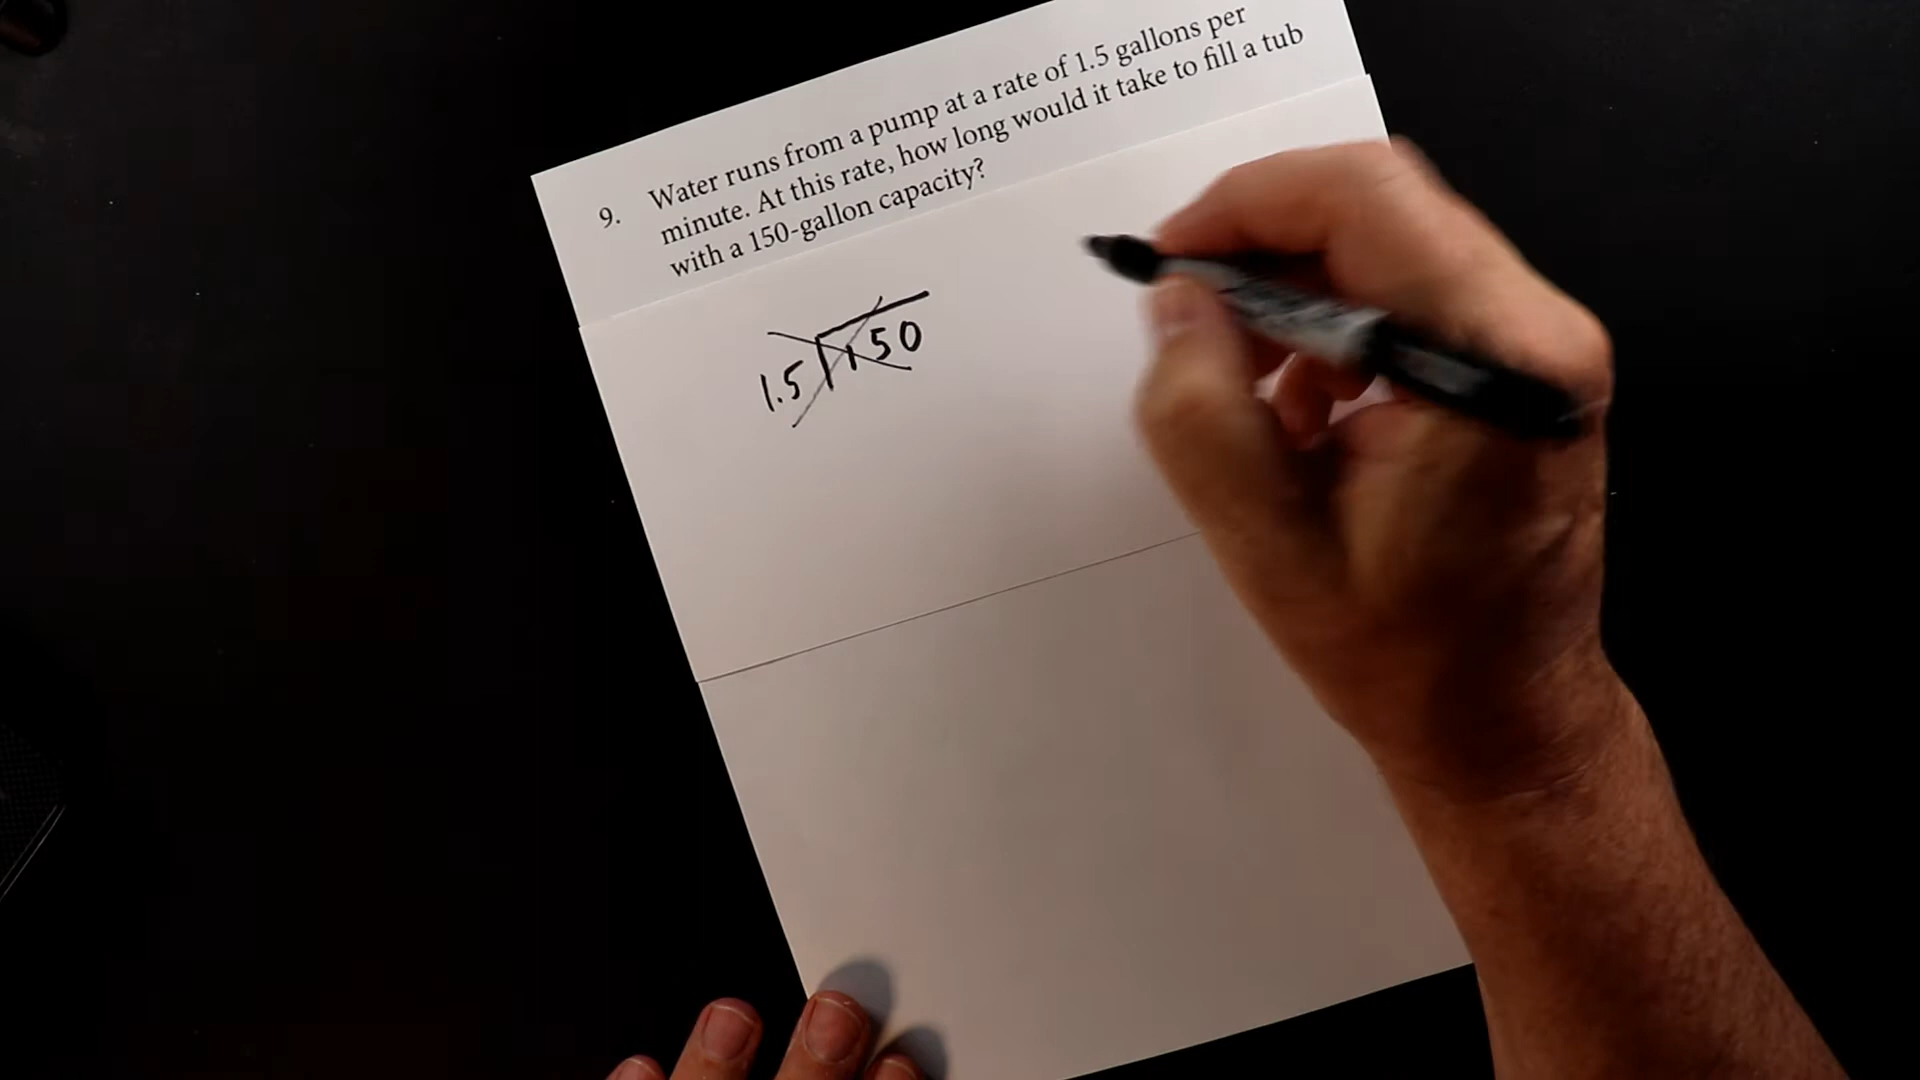 9. Water runs from a pump at a rate of 1.5 gallons per
minute. At this rate, how long would it take to fill a tub
with a 150-gallon capacity?
1.5 150